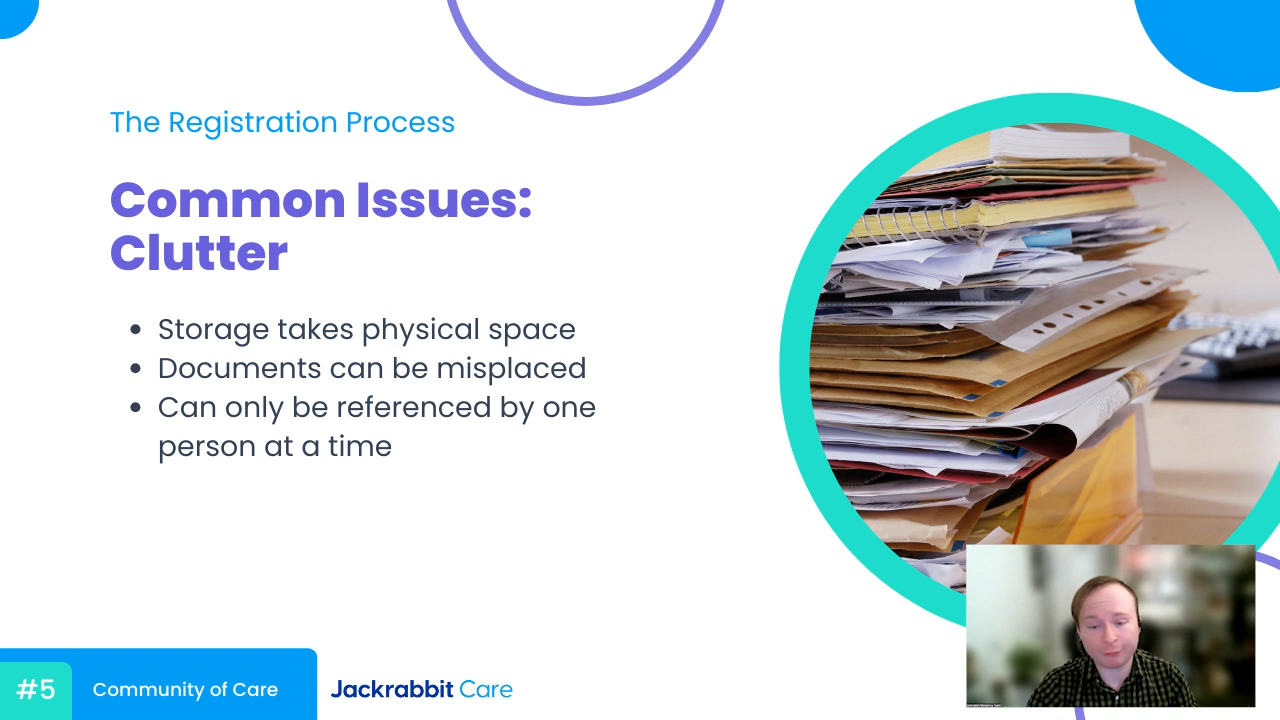 The Registration Process
Common Issues:
Clutter
• Storage takes physical space
• Documents can be misplaced
• Can only be referenced by one
person at a time
#5
Community of Care
Jackrabbit Care